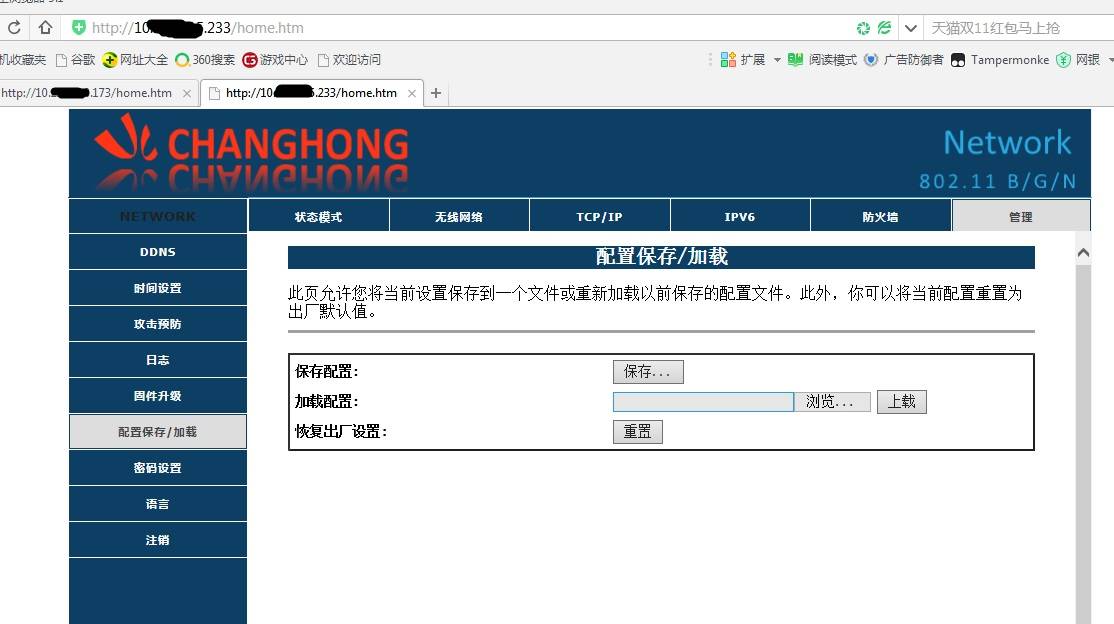 http://10. 5.233/home.htm 天猫双11红包马上抢
机收藏夹 谷歌 网址大全 360搜索 游戏中心 欢迎访问 扩展 阅读模式 广告防御者 Tampermonke 网银
http://10. .173/home.htm × http://10 5.233/home.htm × +
CHANGHONG
Network
802.11 B/G/N
NETWORK 状态模式 无线网络 TCP/IP IPV6 防火墙 管理
DDNS
时间设置
攻击预防
日志
固件升级
配置保存/加载
密码设置
语言
注销
配置保存/加载
此页允许您将当前设置保存到一个文件或重新加载以前保存的配置文件。此外，你可以将当前配置重置为
出厂默认值。
保存配置: 保存...
加载配置: 浏览... 上载
恢复出厂设置: 重置